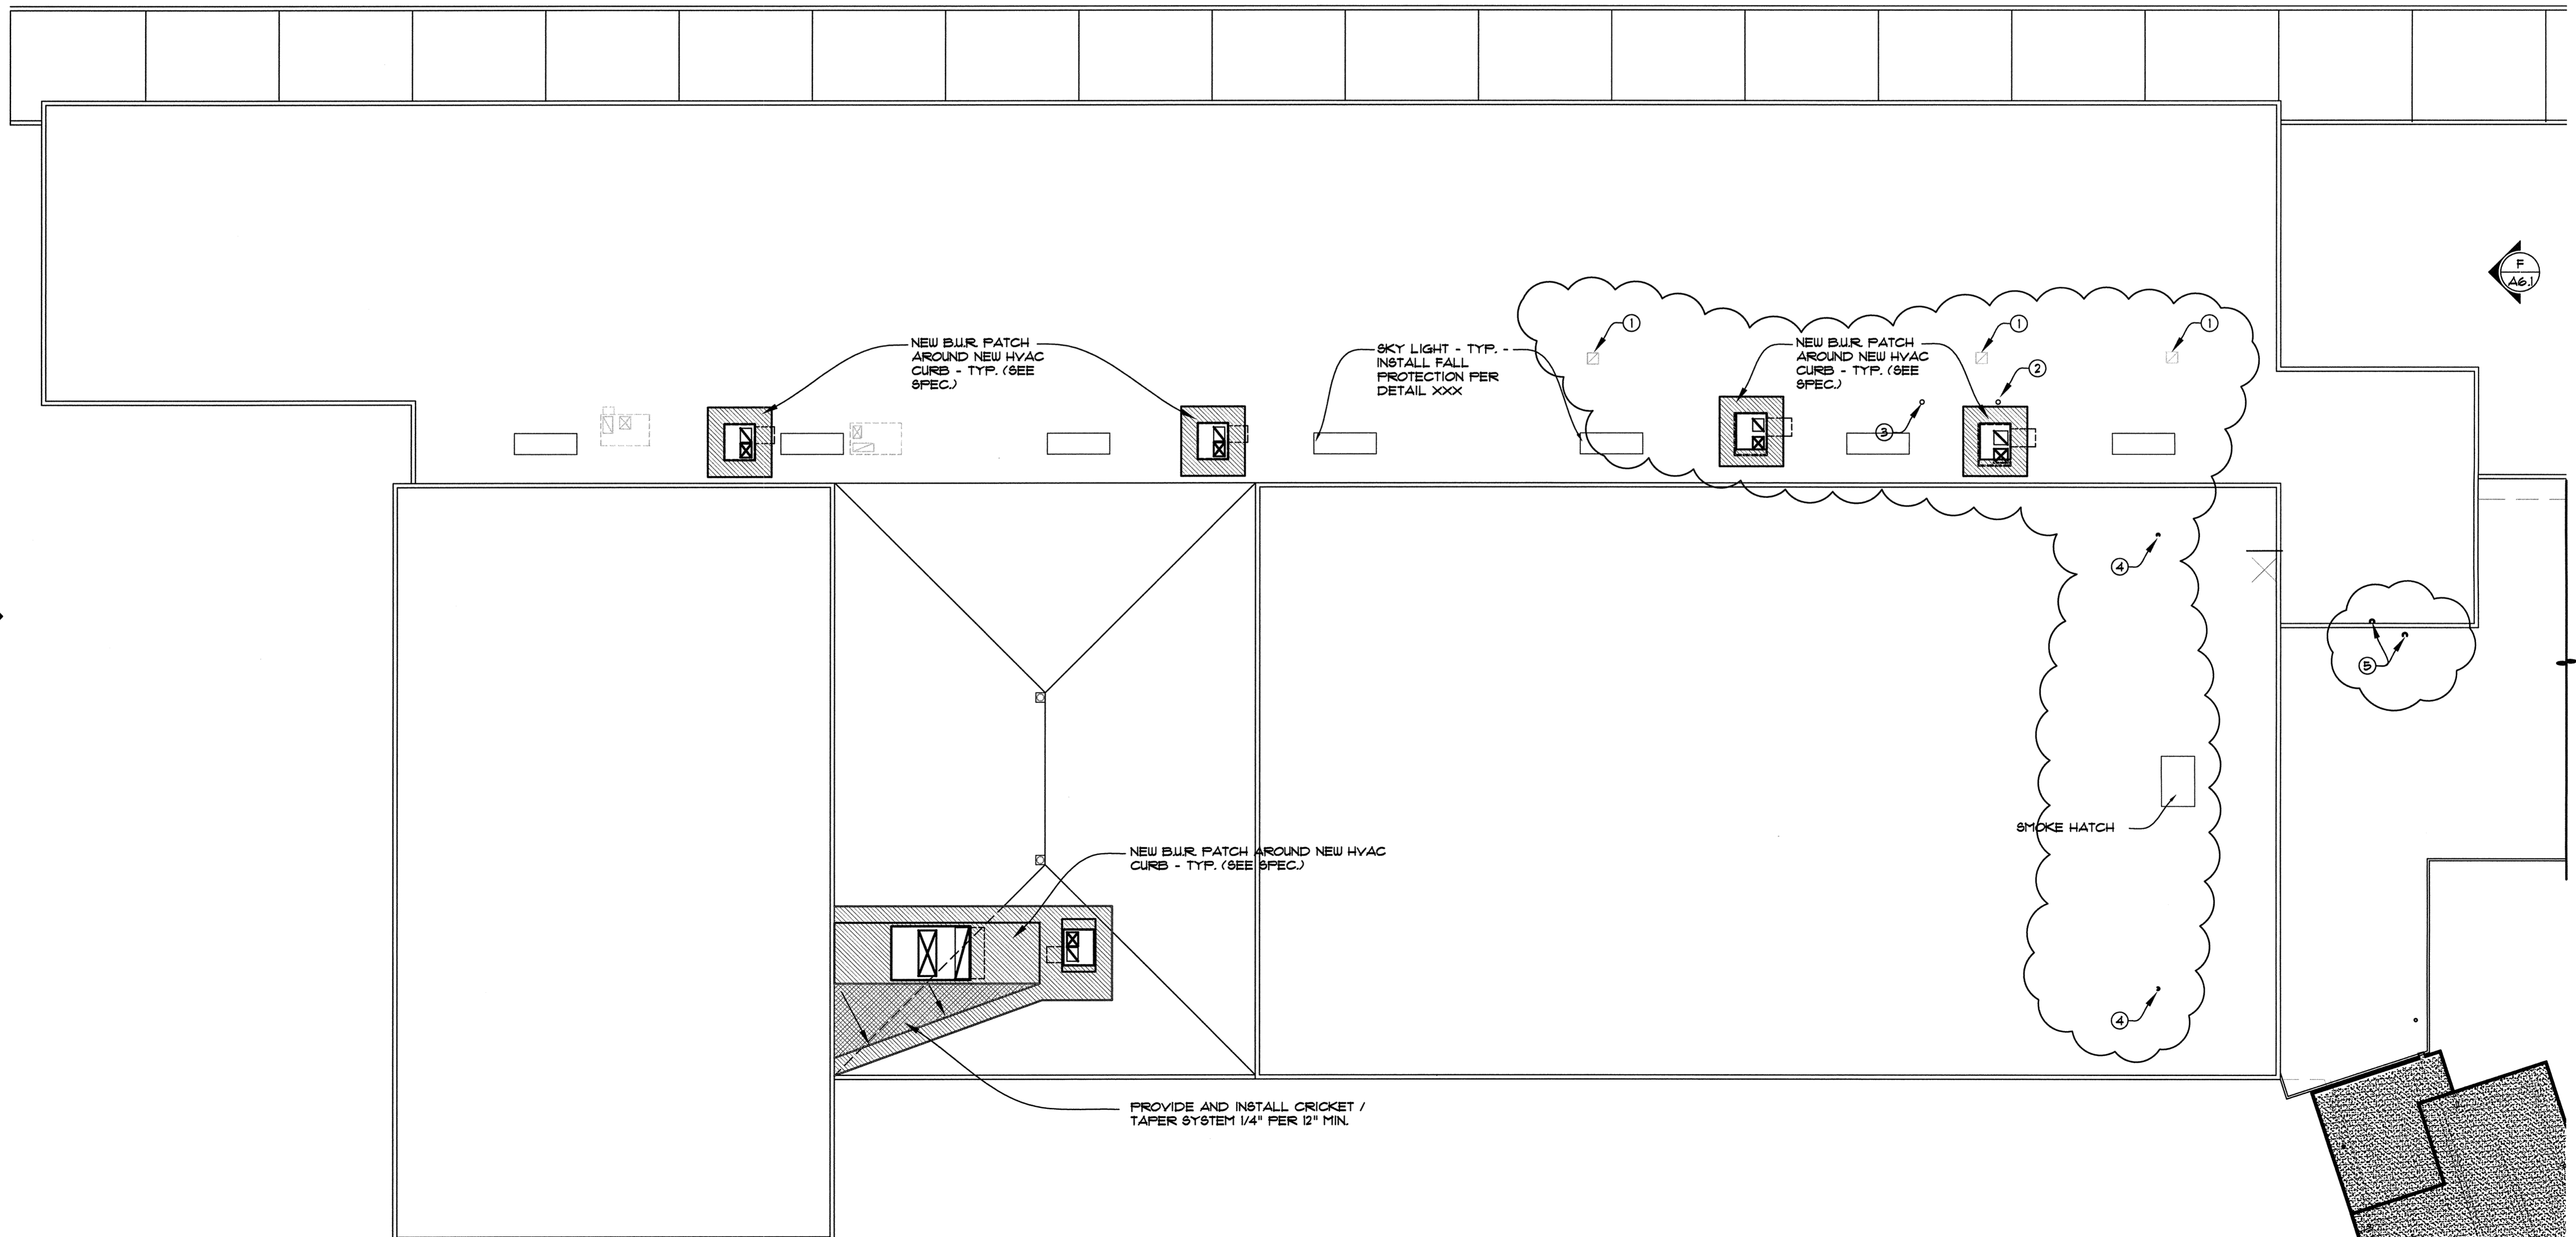 F
A6.1
1
1
1
NEW B.U.R. PATCH
AROUND NEW HVAC
CURB - TYP. (SEE
SPEC.)
SKY LIGHT - TYP. -
INSTALL FALL
PROTECTION PER
DETAIL XXX
NEW B.U.R. PATCH
AROUND NEW HVAC
CURB - TYP. (SEE
SPEC.)
2
3
4
5
SMOKE HATCH
NEW B.U.R. PATCH AROUND NEW HVAC
CURB - TYP. (SEE SPEC.)
4
PROVIDE AND INSTALL CRICKET /
TAPER SYSTEM 1/4" PER 12" MIN.